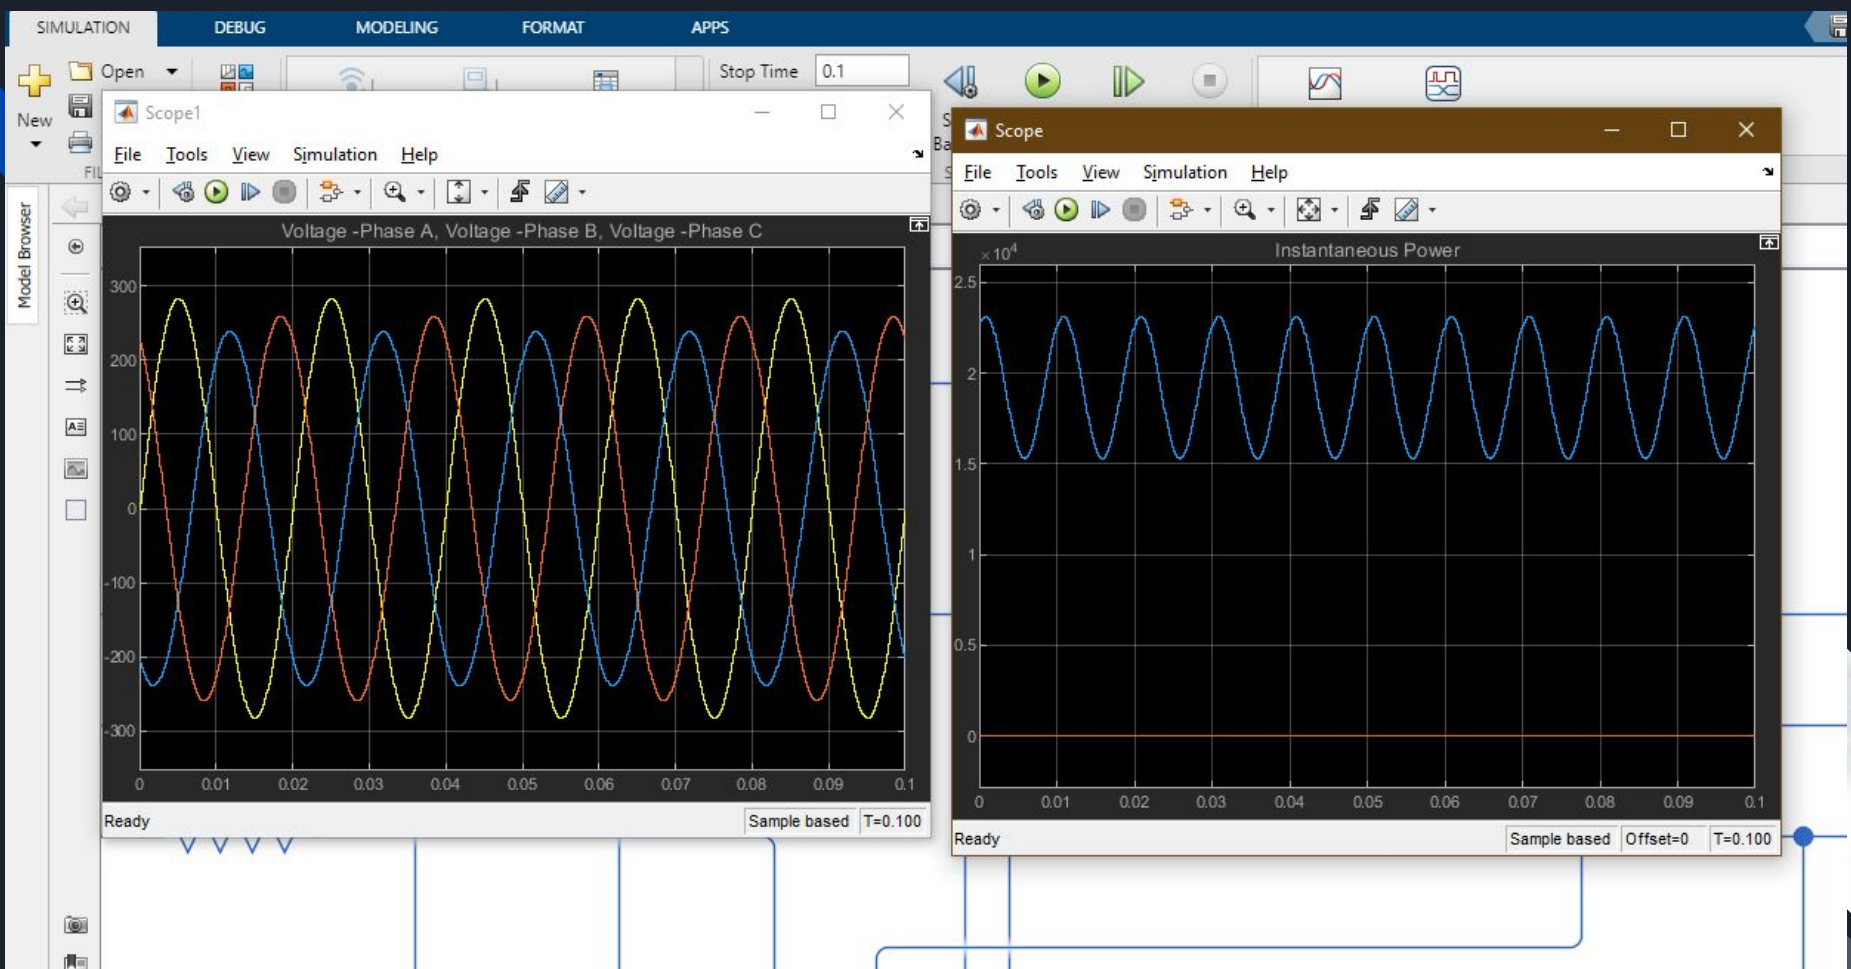 SIMULATION DEBUG MODELING FORMAT APPS
Open Stop Time 0.1
New
FIL
Model Browser
Scope1
File Tools View Simulation Help
Voltage -Phase A, Voltage -Phase B, Voltage -Phase C
300
200
100
0
-100
-200
-300
0 0.01 0.02 0.03 0.04 0.05 0.06 0.07 0.08 0.09 0.1
Ready Sample based T=0.100
Scope
File Tools View Simulation Help
×10⁴ Instantaneous Power
2.5
2
1.5
1
0.5
0
0 0.01 0.02 0.03 0.04 0.05 0.06 0.07 0.08 0.09 0.1
Ready Sample based Offset=0 T=0.100